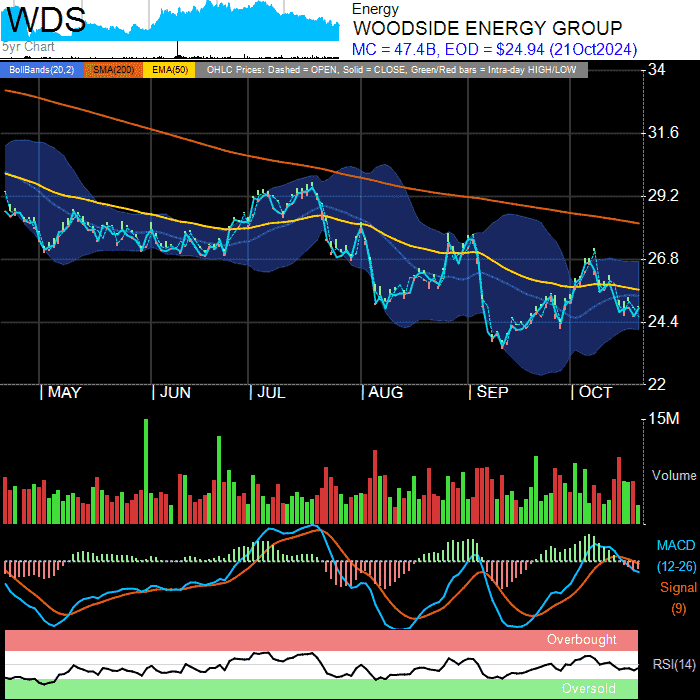 WDS
5yr Chart
Energy
WOODSIDE ENERGY GROUP
MC = 47.4B, EOD = $24.94 (21Oct2024)
BollBands(20,2) SMA(200) EMA(50) OHLC Prices: Dashed = OPEN, Solid = CLOSE, Green/Red bars = Intra-day HIGH/LOW
34
31.6
29.2
26.8
24.4
22
MAY JUN JUL AUG SEP OCT
15M
Volume
MACD
(12-26)
Signal
(9)
Overbought
RSI(14)
Oversold